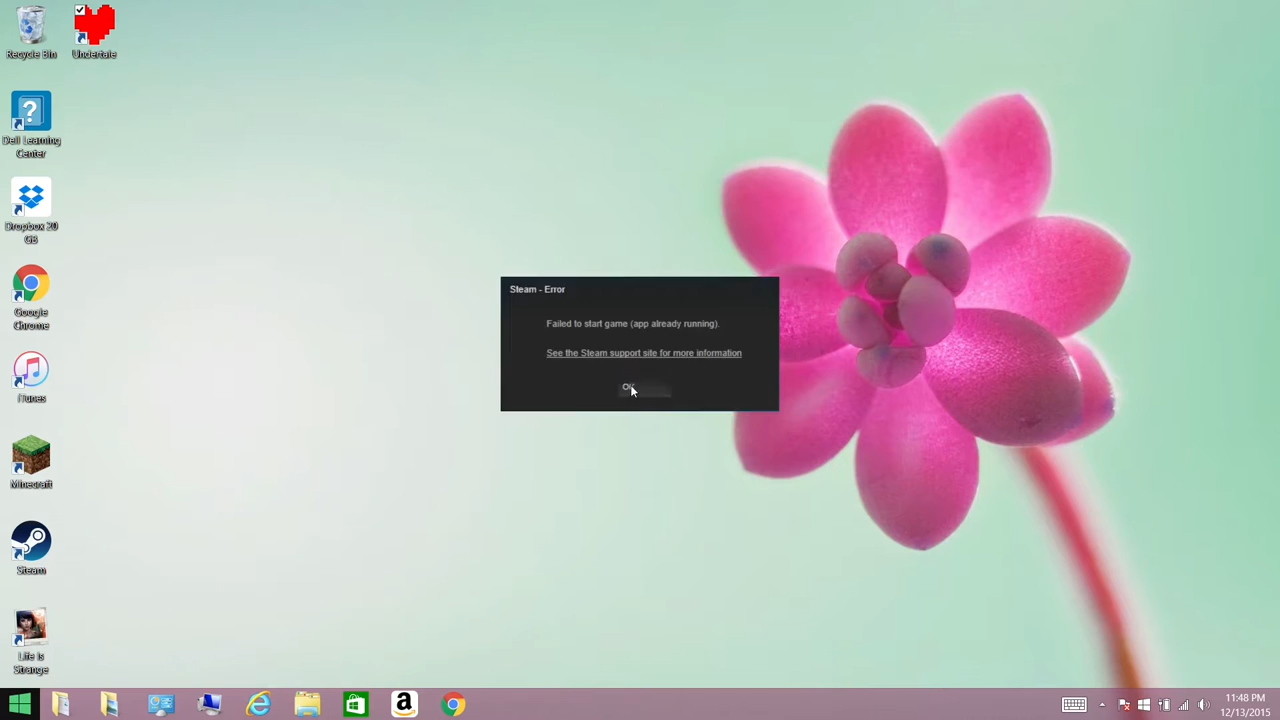 Recycle Bin
Undertale
Dell Learning
Center
Dropbox 20
GB
Google
Chrome
iTunes
Minecraft
Steam
Life Is
Strange
Steam - Error
Failed to start game (app already running).
See the Steam support site for more information
OK
11:48 PM
12/13/2015